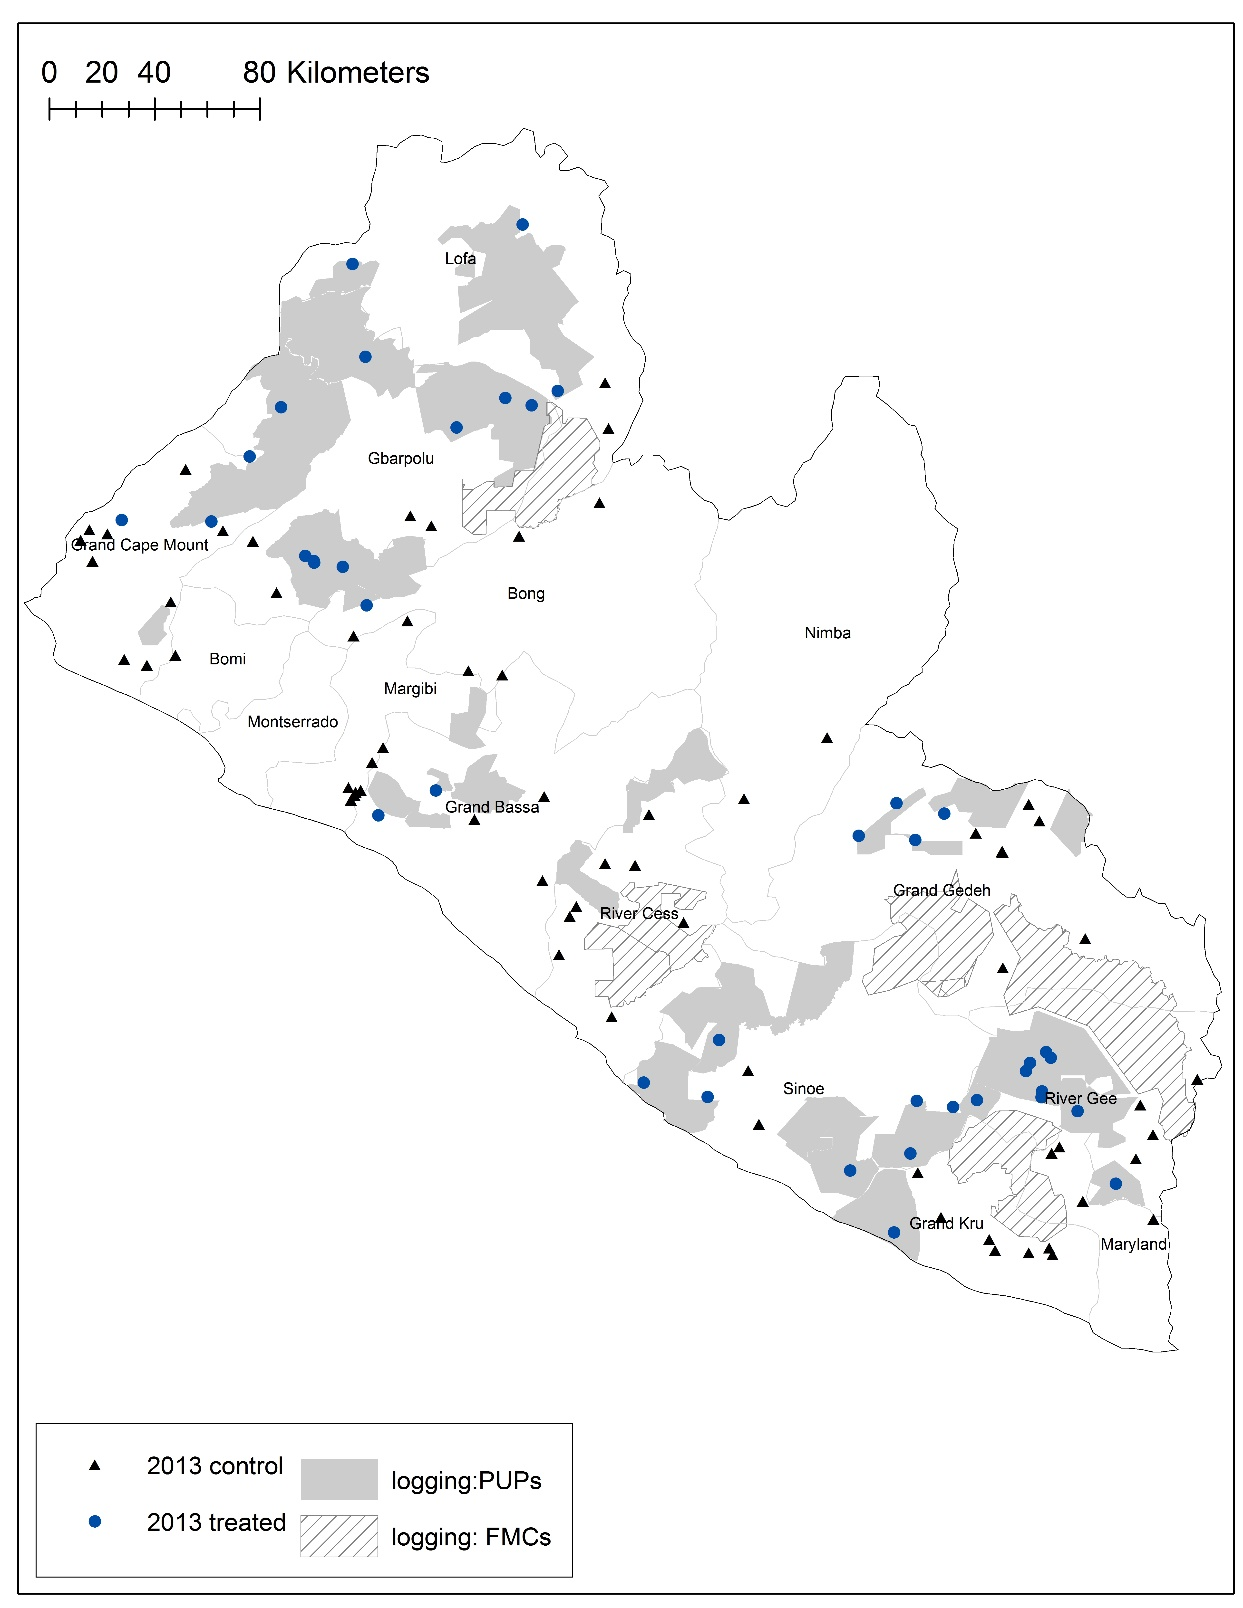 0 20 40 80 Kilometers
Lofa
Gbarpolu
Grand Cape Mount
Bong
Nimba
Bomi
Margibi
Montserrado
Grand Bassa
Grand Gedeh
River Cess
Sinoe
River Gee
Grand Kru
Maryland
2013 control
logging:PUPs
2013 treated
logging: FMCs